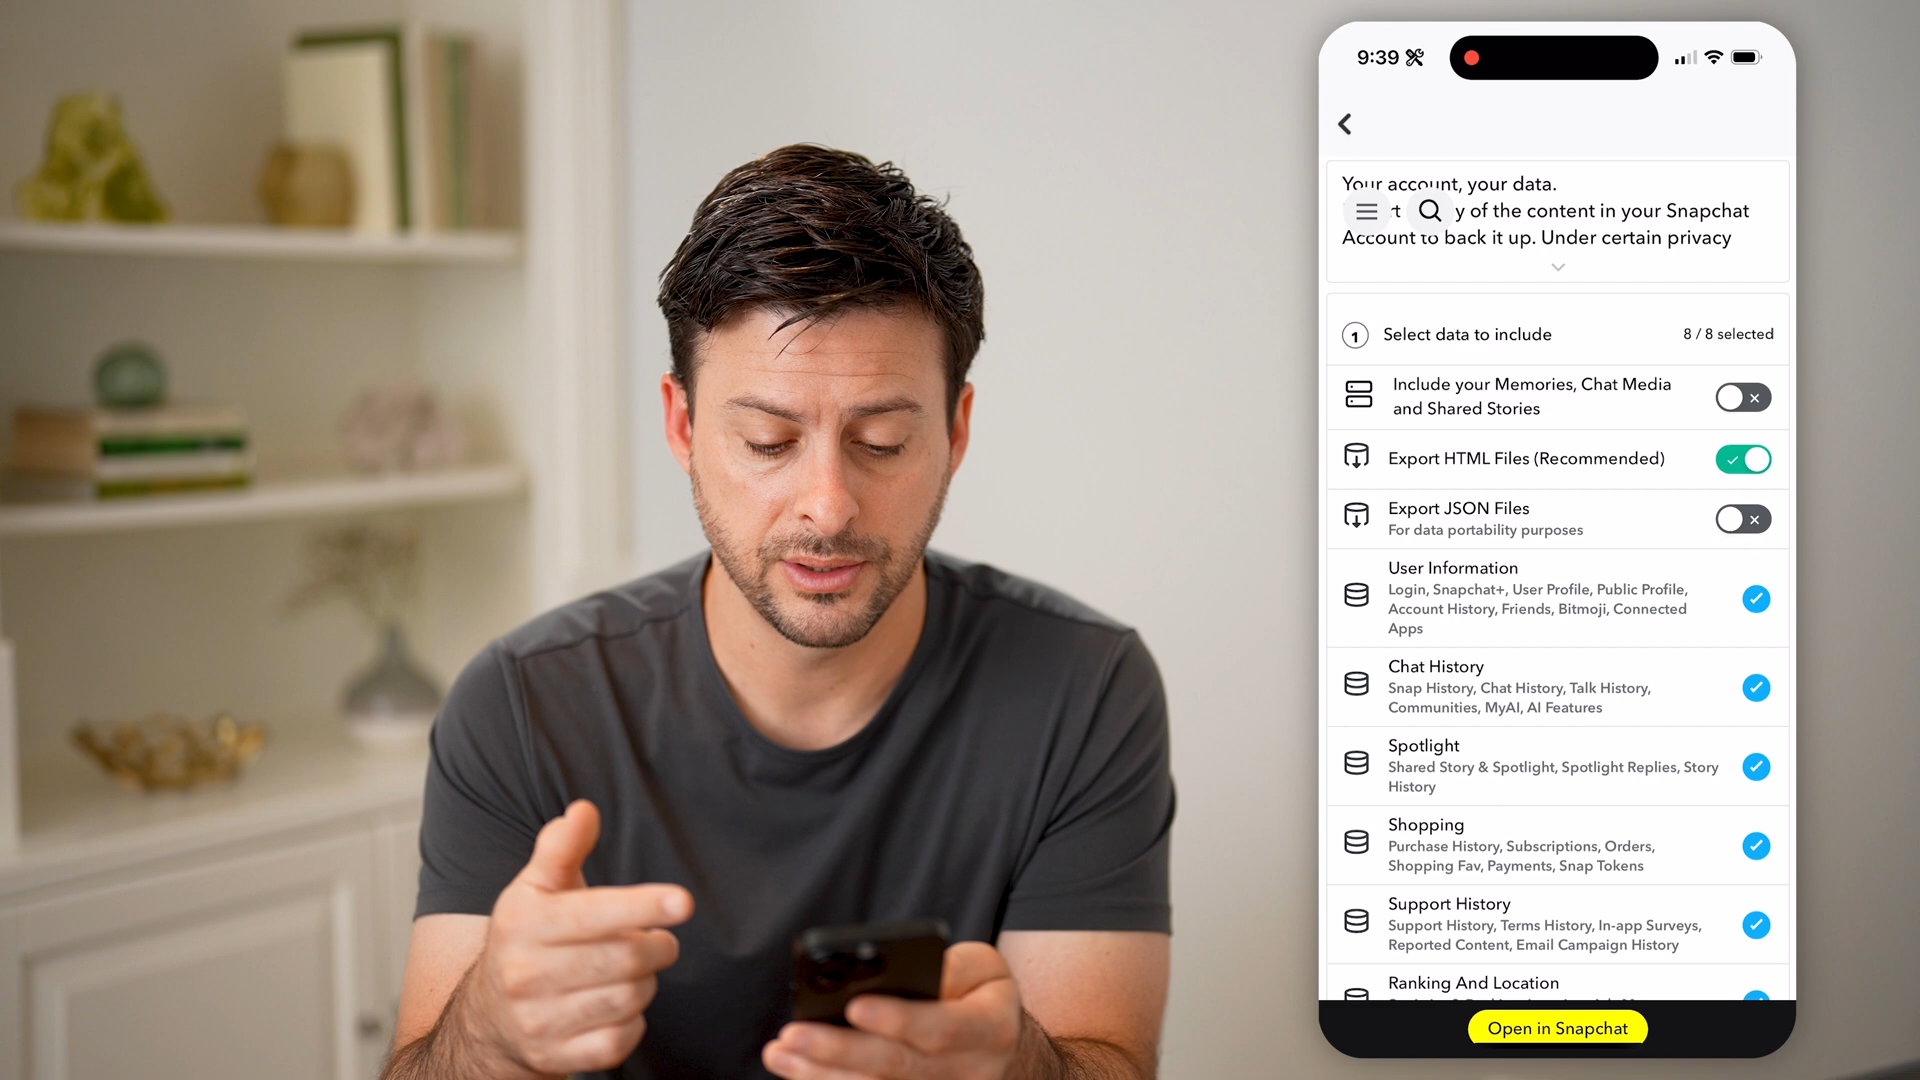 9:39
Your account, your data.
y of the content in your Snapchat
Account to back it up. Under certain privacy
1 Select data to include 8 / 8 selected
Include your Memories, Chat Media
and Shared Stories
Export HTML Files (Recommended)
Export JSON Files
For data portability purposes
User Information
Login, Snapchat+, User Profile, Public Profile,
Account History, Friends, Bitmoji, Connected
Apps
Chat History
Snap History, Chat History, Talk History,
Communities, MyAI, AI Features
Spotlight
Shared Story & Spotlight, Spotlight Replies, Story
History
Shopping
Purchase History, Subscriptions, Orders,
Shopping Fav, Payments, Snap Tokens
Support History
Support History, Terms History, In-app Surveys,
Reported Content, Email Campaign History
Ranking And Location
Open in Snapchat